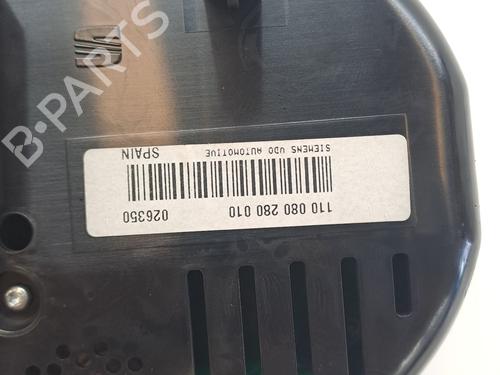 110 080 280 010
026350
SIEMENS VDO AUTOMOTIVE
SPAIN
B-PARTS